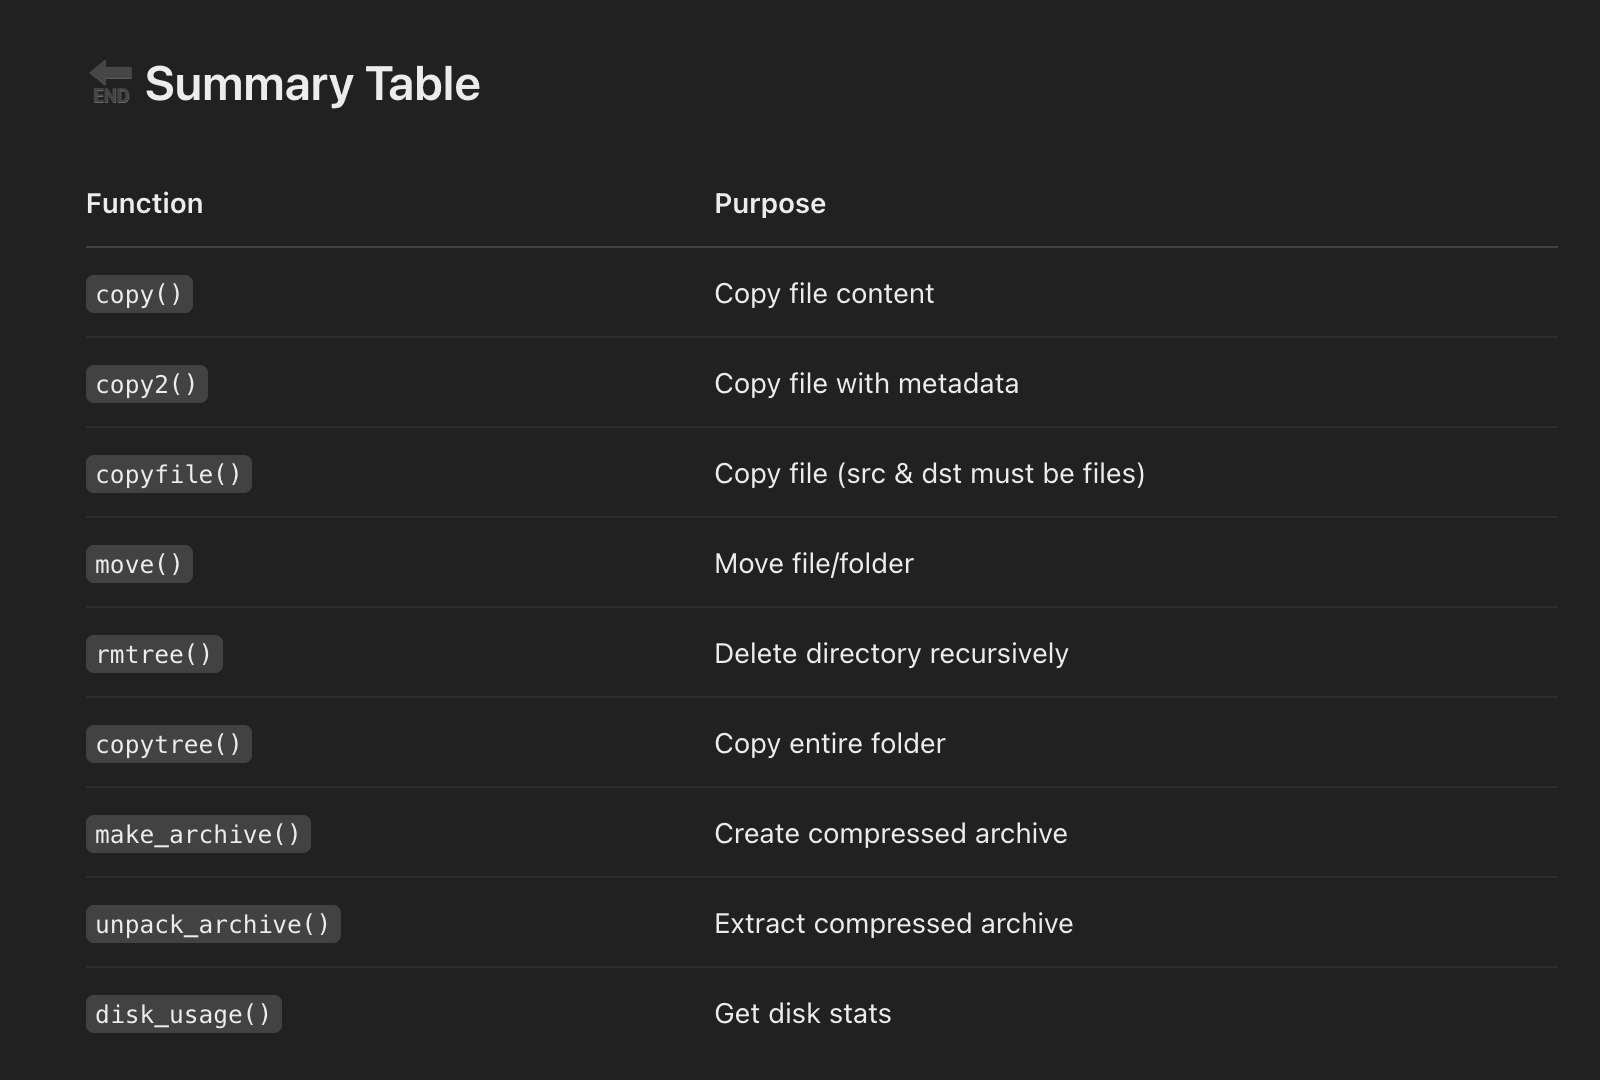 🔚 Summary Table
Function Purpose
copy() Copy file content
copy2() Copy file with metadata
copyfile() Copy file (src & dst must be files)
move() Move file/folder
rmtree() Delete directory recursively
copytree() Copy entire folder
make_archive() Create compressed archive
unpack_archive() Extract compressed archive
disk_usage() Get disk stats